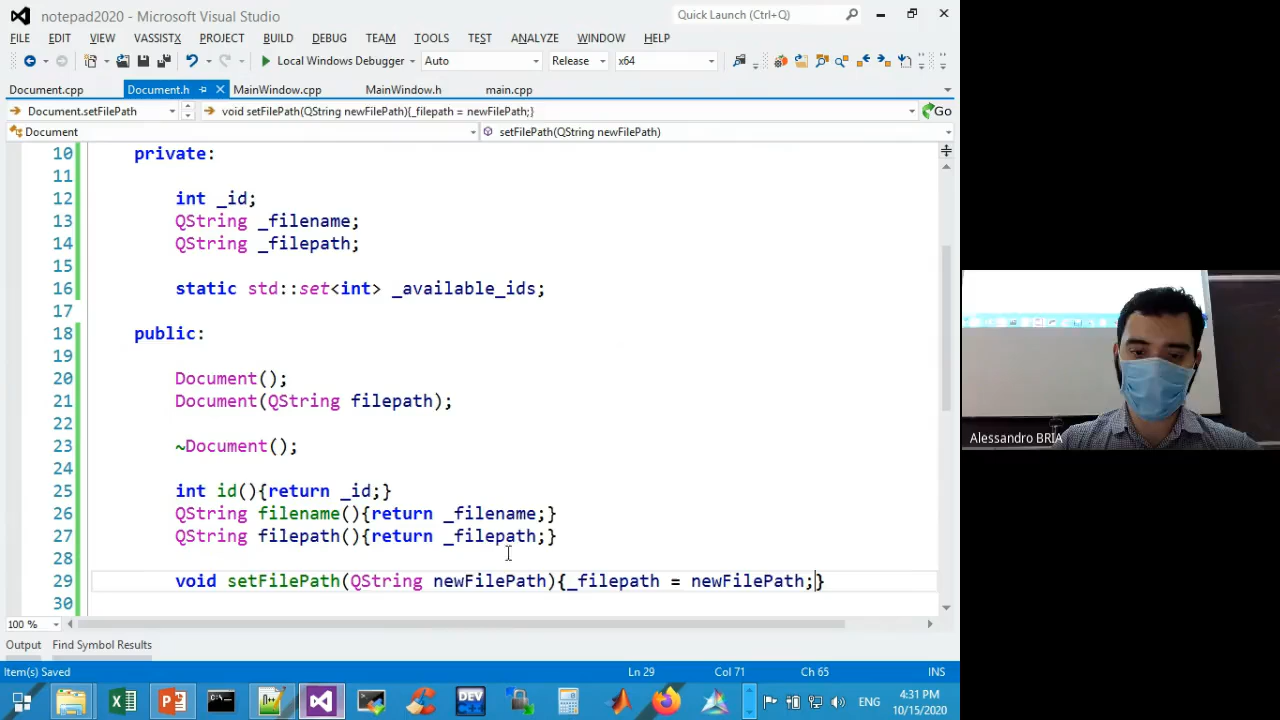 notepad2020 - Microsoft Visual Studio
Quick Launch (Ctrl+Q)
FILE EDIT VIEW VASSISTX PROJECT BUILD DEBUG TEAM TOOLS TEST ANALYZE WINDOW HELP
Local Windows Debugger Auto Release x64
Document.cpp Document.h MainWindow.cpp MainWindow.h main.cpp
Document.setFilePath void setFilePath(QString newFilePath){_filepath = newFilePath;} Go
Document setFilePath(QString newFilePath)
10 private:
11
12 int _id;
13 QString _filename;
14 QString _filepath;
15
16 static std::set<int> _available_ids;
17
18 public:
19
20 Document();
21 Document(QString filepath);
22
23 ~Document();
24
25 int id(){return _id;}
26 QString filename(){return _filename;}
27 QString filepath(){return _filepath;}
28
29 void setFilePath(QString newFilePath){_filepath = newFilePath;}
30
100 %
Output Find Symbol Results
Item(s) Saved Ln 29 Col 71 Ch 65 INS
DEV
ENG
4:31 PM
10/15/2020
Alessandro BRIA